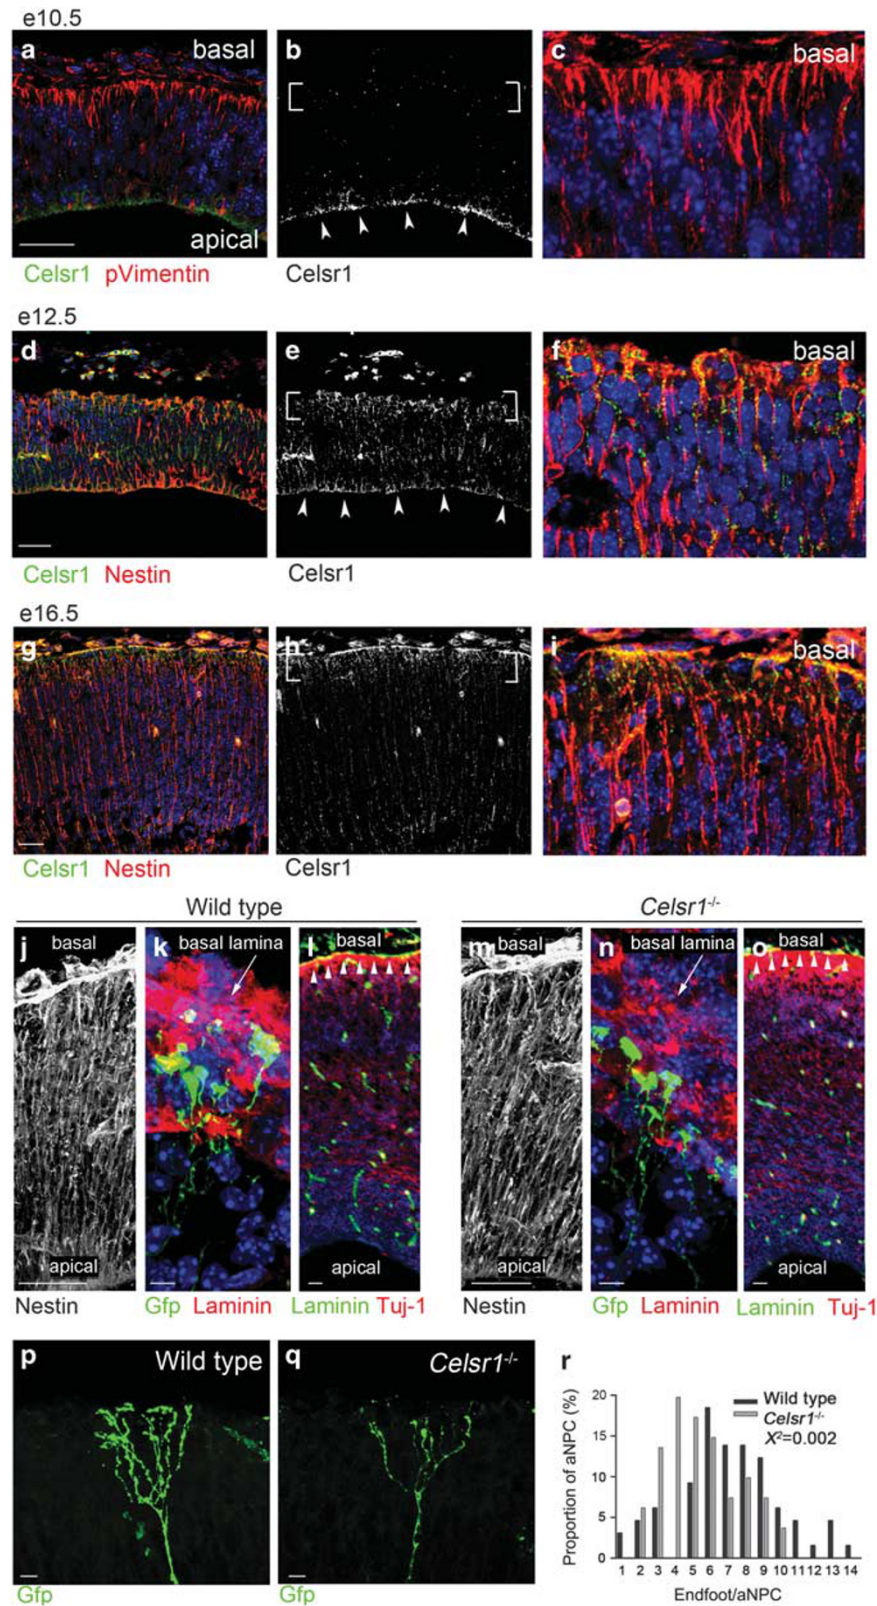 e10.5
a basal b c basal
apical
Celsr1 pVimentin Celsr1
e12.5
d e f basal
Celsr1 Nestin Celsr1
e16.5
g h i basal
Celsr1 Nestin Celsr1
Wild type Celsr1-/-
j basal k basal lamina l basal m basal n basal lamina o basal
apical apical apical apical
Nestin Gfp Laminin Laminin Tuj-1 Nestin Gfp Laminin Laminin Tuj-1
p Wild type q Celsr1-/- r
Gfp Gfp
Proportion of aNPC (%)
20
15
10
5
0
Wild type
Celsr1-/-
X²=0.002
1 2 3 4 5 6 7 8 9 10 11 12 13 14
Endfoot/aNPC